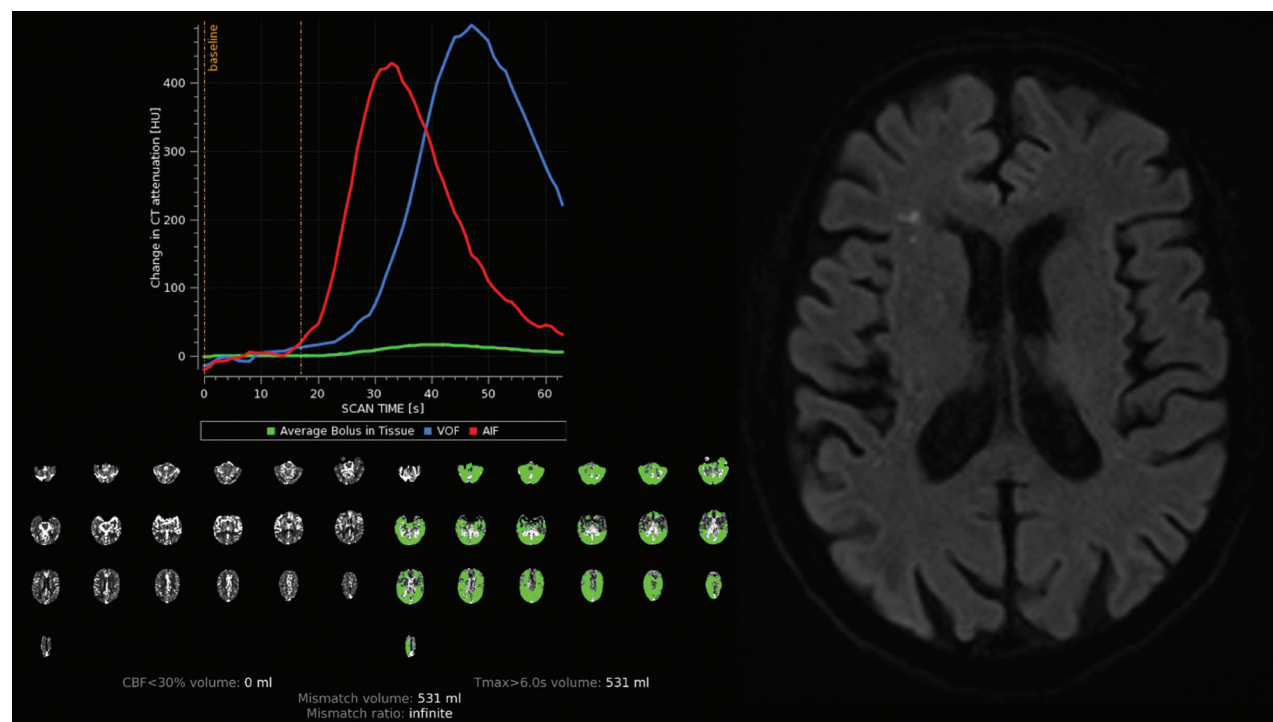 baseline
Change in CT attenuation [HU]
400
300
200
100
0
0 10 20 30 40 50 60
SCAN TIME [s]
Average Bolus in Tissue VOF AIF
CBF<30% volume: 0 ml
Tmax>6.0s volume: 531 ml
Mismatch volume: 531 ml
Mismatch ratio: infinite